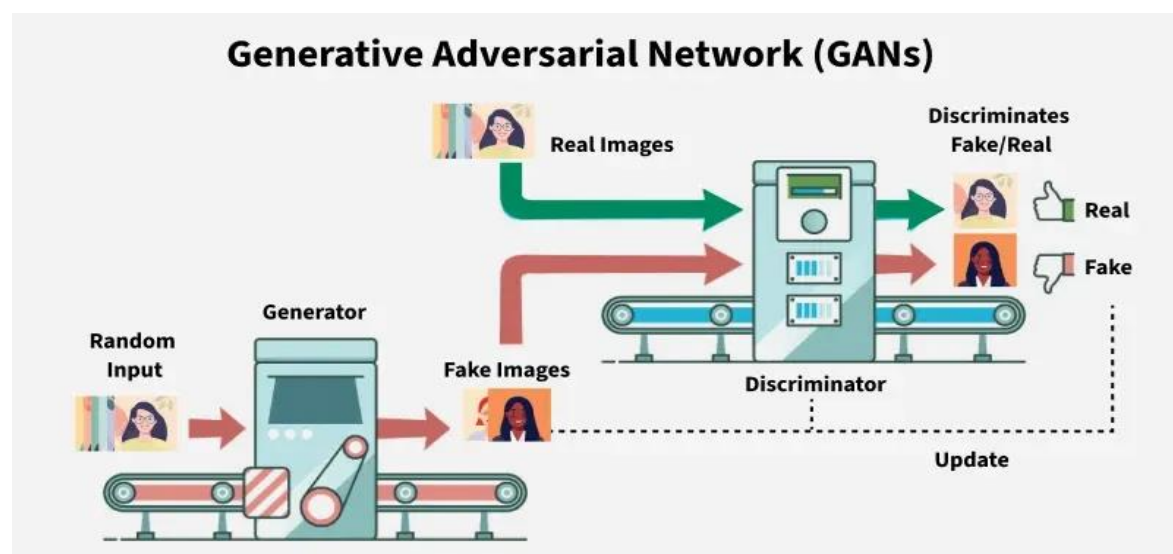 Generative Adversarial Network (GANs)
Real Images
Discriminates
Fake/Real
Real
Fake
Generator
Random
Input
Fake Images
Discriminator
Update